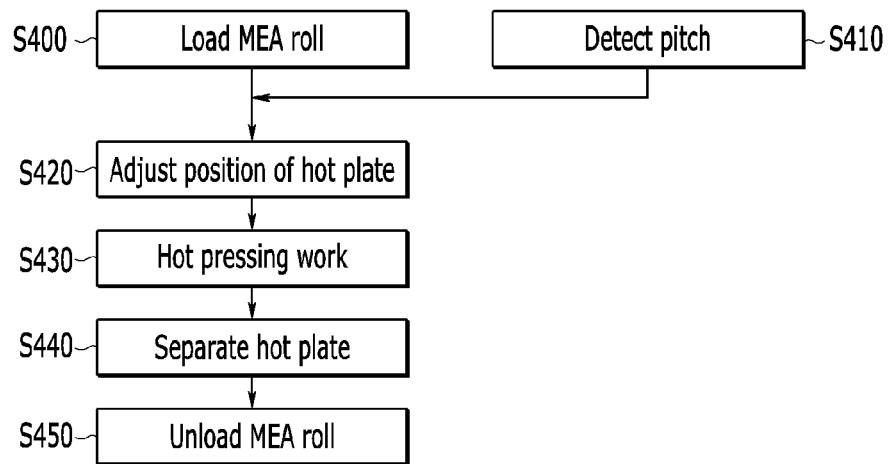 S400 Load MEA roll
Detect pitch S410
S420 Adjust position of hot plate
S430 Hot pressing work
S440 Separate hot plate
S450 Unload MEA roll